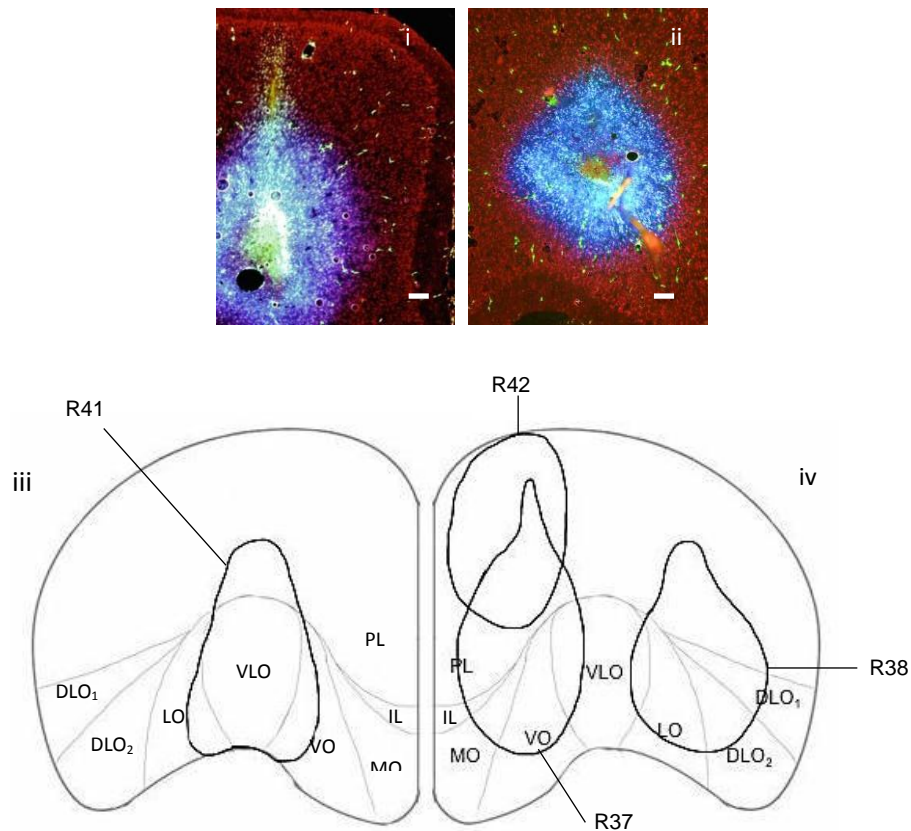 i
ii
R42
R41
iii
iv
PL
PL
VLO
VLO
R38
DLO₁
DLO₁
LO
IL
IL
LO
DLO₂
VO
MO
VO
MO
DLO₂
R37